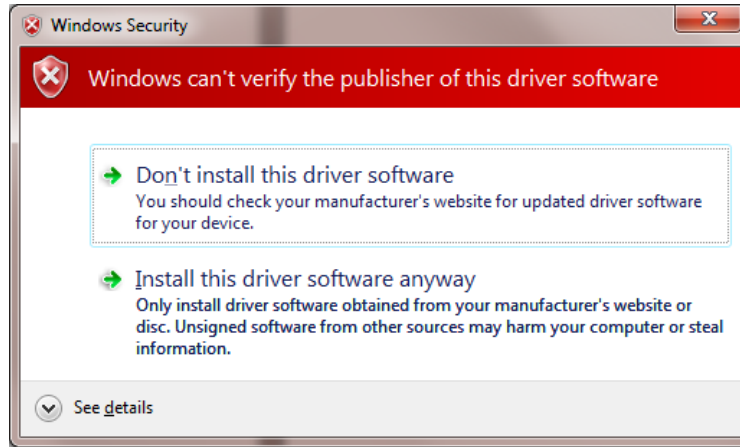 Windows Security
Windows can't verify the publisher of this driver software
Don't install this driver software
You should check your manufacturer's website for updated driver software
for your device.
Install this driver software anyway
Only install driver software obtained from your manufacturer's website or
disc. Unsigned software from other sources may harm your computer or steal
information.
See details